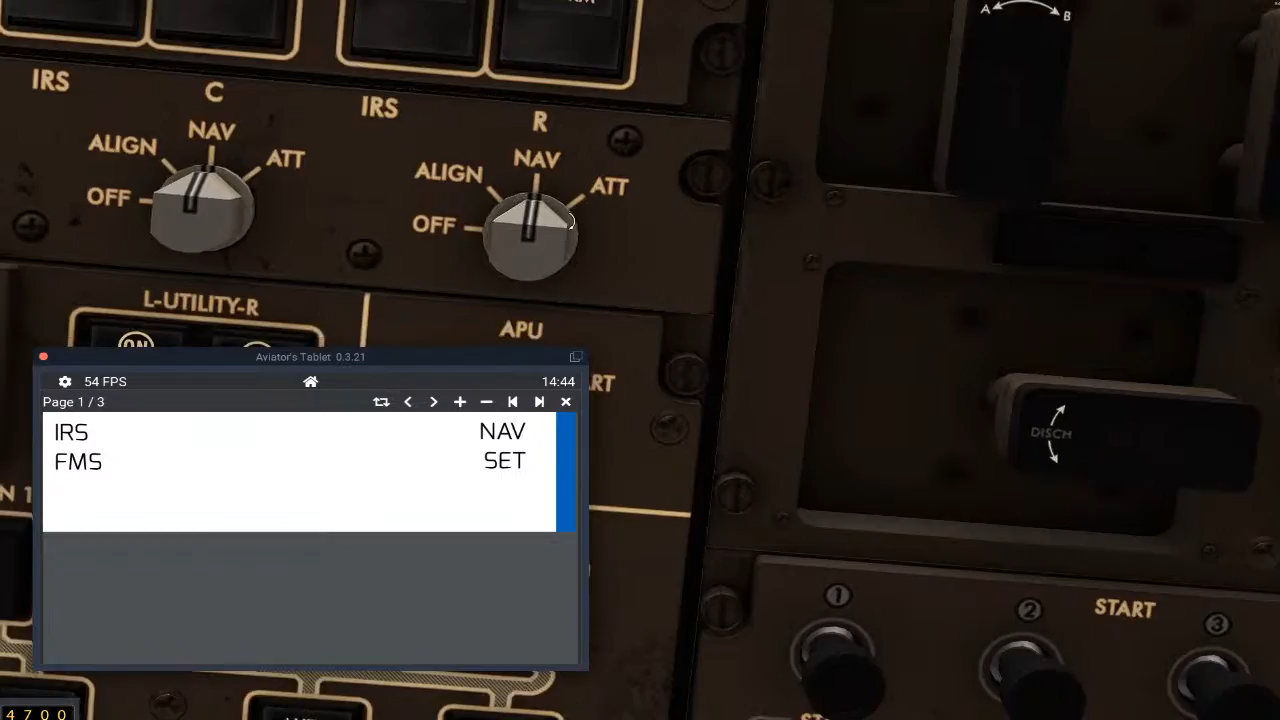 A B
IRS C IRS R
ALIGN NAV ATT
OFF
ALIGN NAV ATT
OFF
L-UTILITY-R
ON
APU
Aviator's Tablet 0.3.21
54 FPS 14:44
Page 1 / 3
IRS NAV
FMS SET
DISCH
1 2 START 3
4700